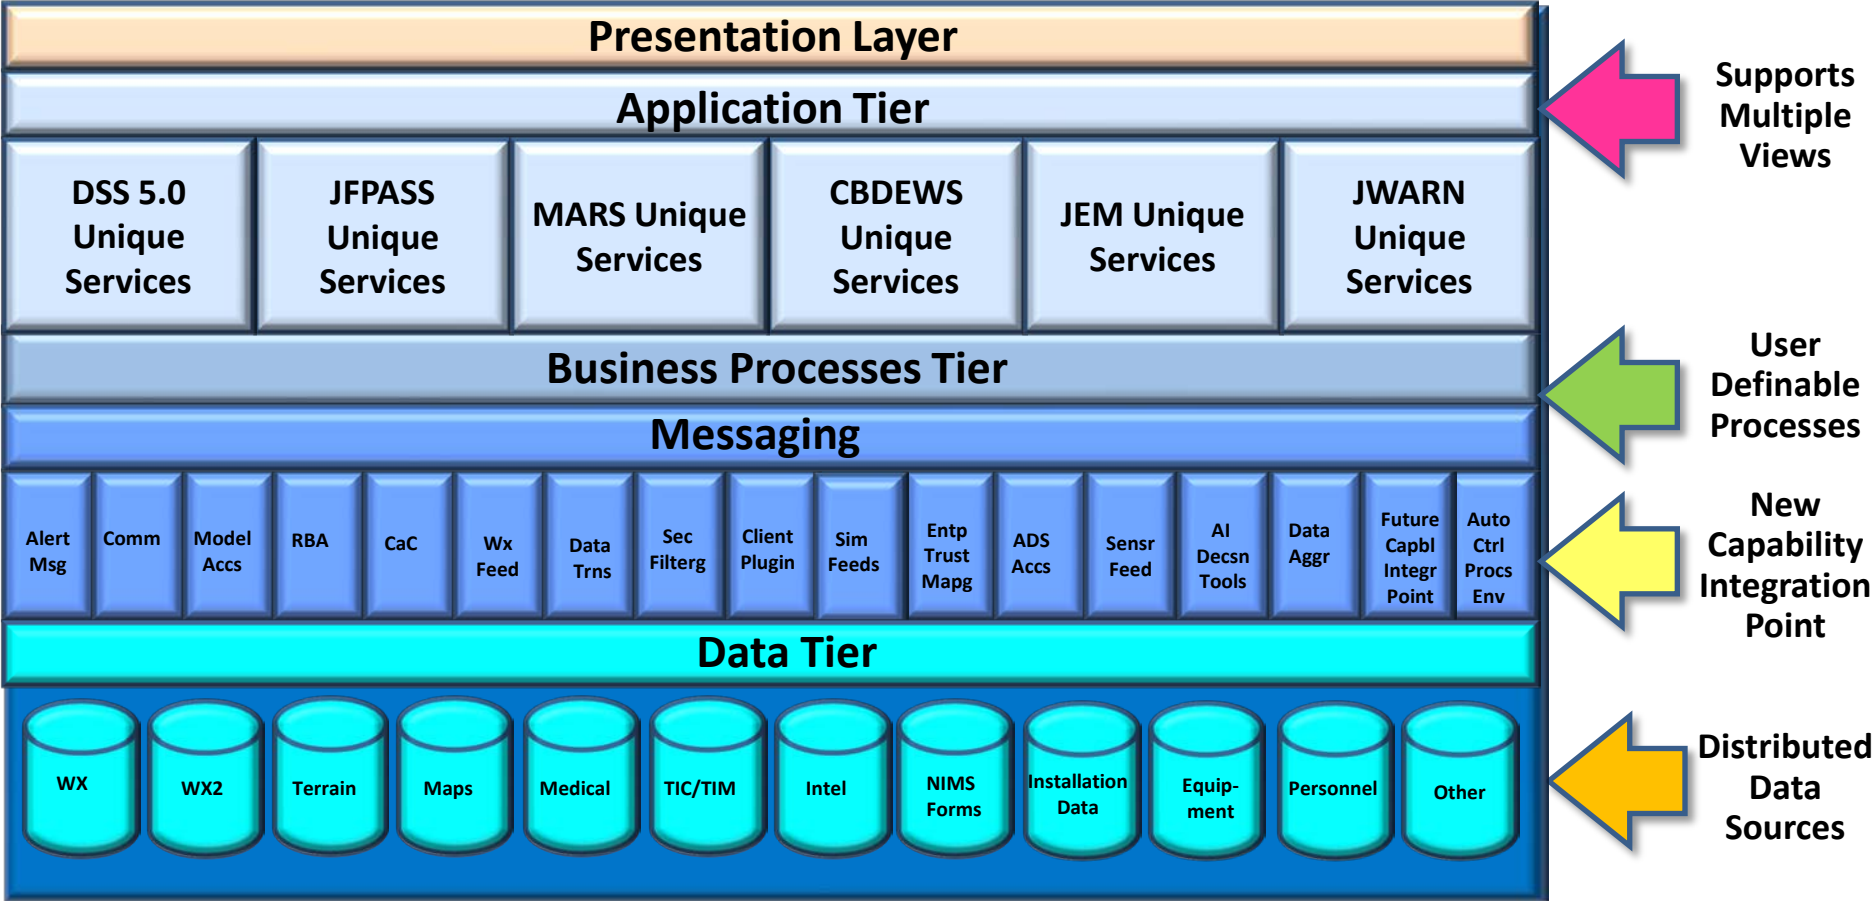 Presentation Layer
Application Tier
Supports
Multiple
Views
DSS 5.0
Unique
Services
JFPASS
Unique
Services
MARS Unique
Services
CBDEWS
Unique
Services
JEM Unique
Services
JWARN
Unique
Services
Business Processes Tier
User
Definable
Processes
Messaging
Alert
Msg
Comm
Model
Accs
RBA
CaC
Wx
Feed
Data
Trns
Sec
Filterg
Client
Plugin
Sim
Feeds
Entp
Trust
Mapg
ADS
Accs
Sensr
Feed
AI
Decsn
Tools
Data
Aggr
Future
Capbl
Integr
Point
Auto
Ctrl
Procs
Env
New
Capability
Integration
Point
Data Tier
WX
WX2
Terrain
Maps
Medical
TIC/TIM
Intel
NIMS
Forms
Installation
Data
Equip-
ment
Personnel
Other
Distributed
Data
Sources